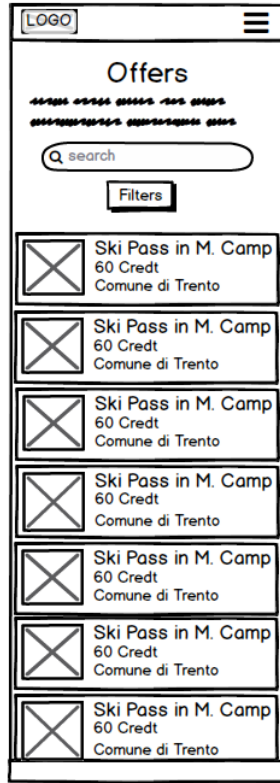 LOGO
Offers
search
Filters
Ski Pass in M. Camp
60 Credt
Comune di Trento
Ski Pass in M. Camp
60 Credt
Comune di Trento
Ski Pass in M. Camp
60 Credt
Comune di Trento
Ski Pass in M. Camp
60 Credt
Comune di Trento
Ski Pass in M. Camp
60 Credt
Comune di Trento
Ski Pass in M. Camp
60 Credt
Comune di Trento
Ski Pass in M. Camp
60 Credt
Comune di Trento